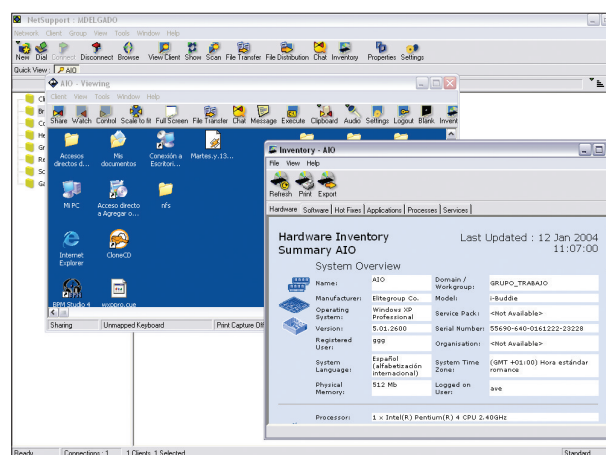 NetSupport : MDELGADO
Network Client Group View Tools Window Help
New Dial Connect Disconnect Browse View Client Show Scan File Transfer File Distribution Chat Inventory Properties Settings
Quick View: AIO
AIO - Viewing
Client View Tools Window Help
Share Watch Control Scale to fit Full Screen File Transfer Chat Message Execute Clipboard Audio Settings Logout Blank Invent
Accesos directos d...
Mis documentos
Conexión a Escritori...
Martes.y.13...
Mi PC
Acceso directo a Agregar o...
nfs
Internet Explorer
CloneCD
BPM Studio 4
wxppro.cue
Sharing Unmapped Keyboard Print Capture Off
Inventory - AIO
File View Help
Refresh Print Export
Hardware Software Hot Fixes Applications Processes Services
Hardware Inventory Summary AIO
Last Updated : 12 Jan 2004
11:07:00
System Overview
Name: AIO Domain / Workgroup: GRUPO_TRABAJO
Manufacturer: Elitegroup Co. Model: i-Buddie
Operating System: Windows XP Professional Service Pack: <Not Available>
Version: 5.01.2600 Serial Number: 55690-640-0161222-23228
Registered User: ggg Organisation: <Not Available>
System Language: Español (alfabetización internacional) System Time Zone: (GMT +01:00) Hora estándar romance
Physical Memory: 512 Mb Logged on User: ave
Processor: 1 x Intel(R) Pentium(R) 4 CPU 2.40GHz
Ready Connections : 1 1 Clients, 1 Selected Standard